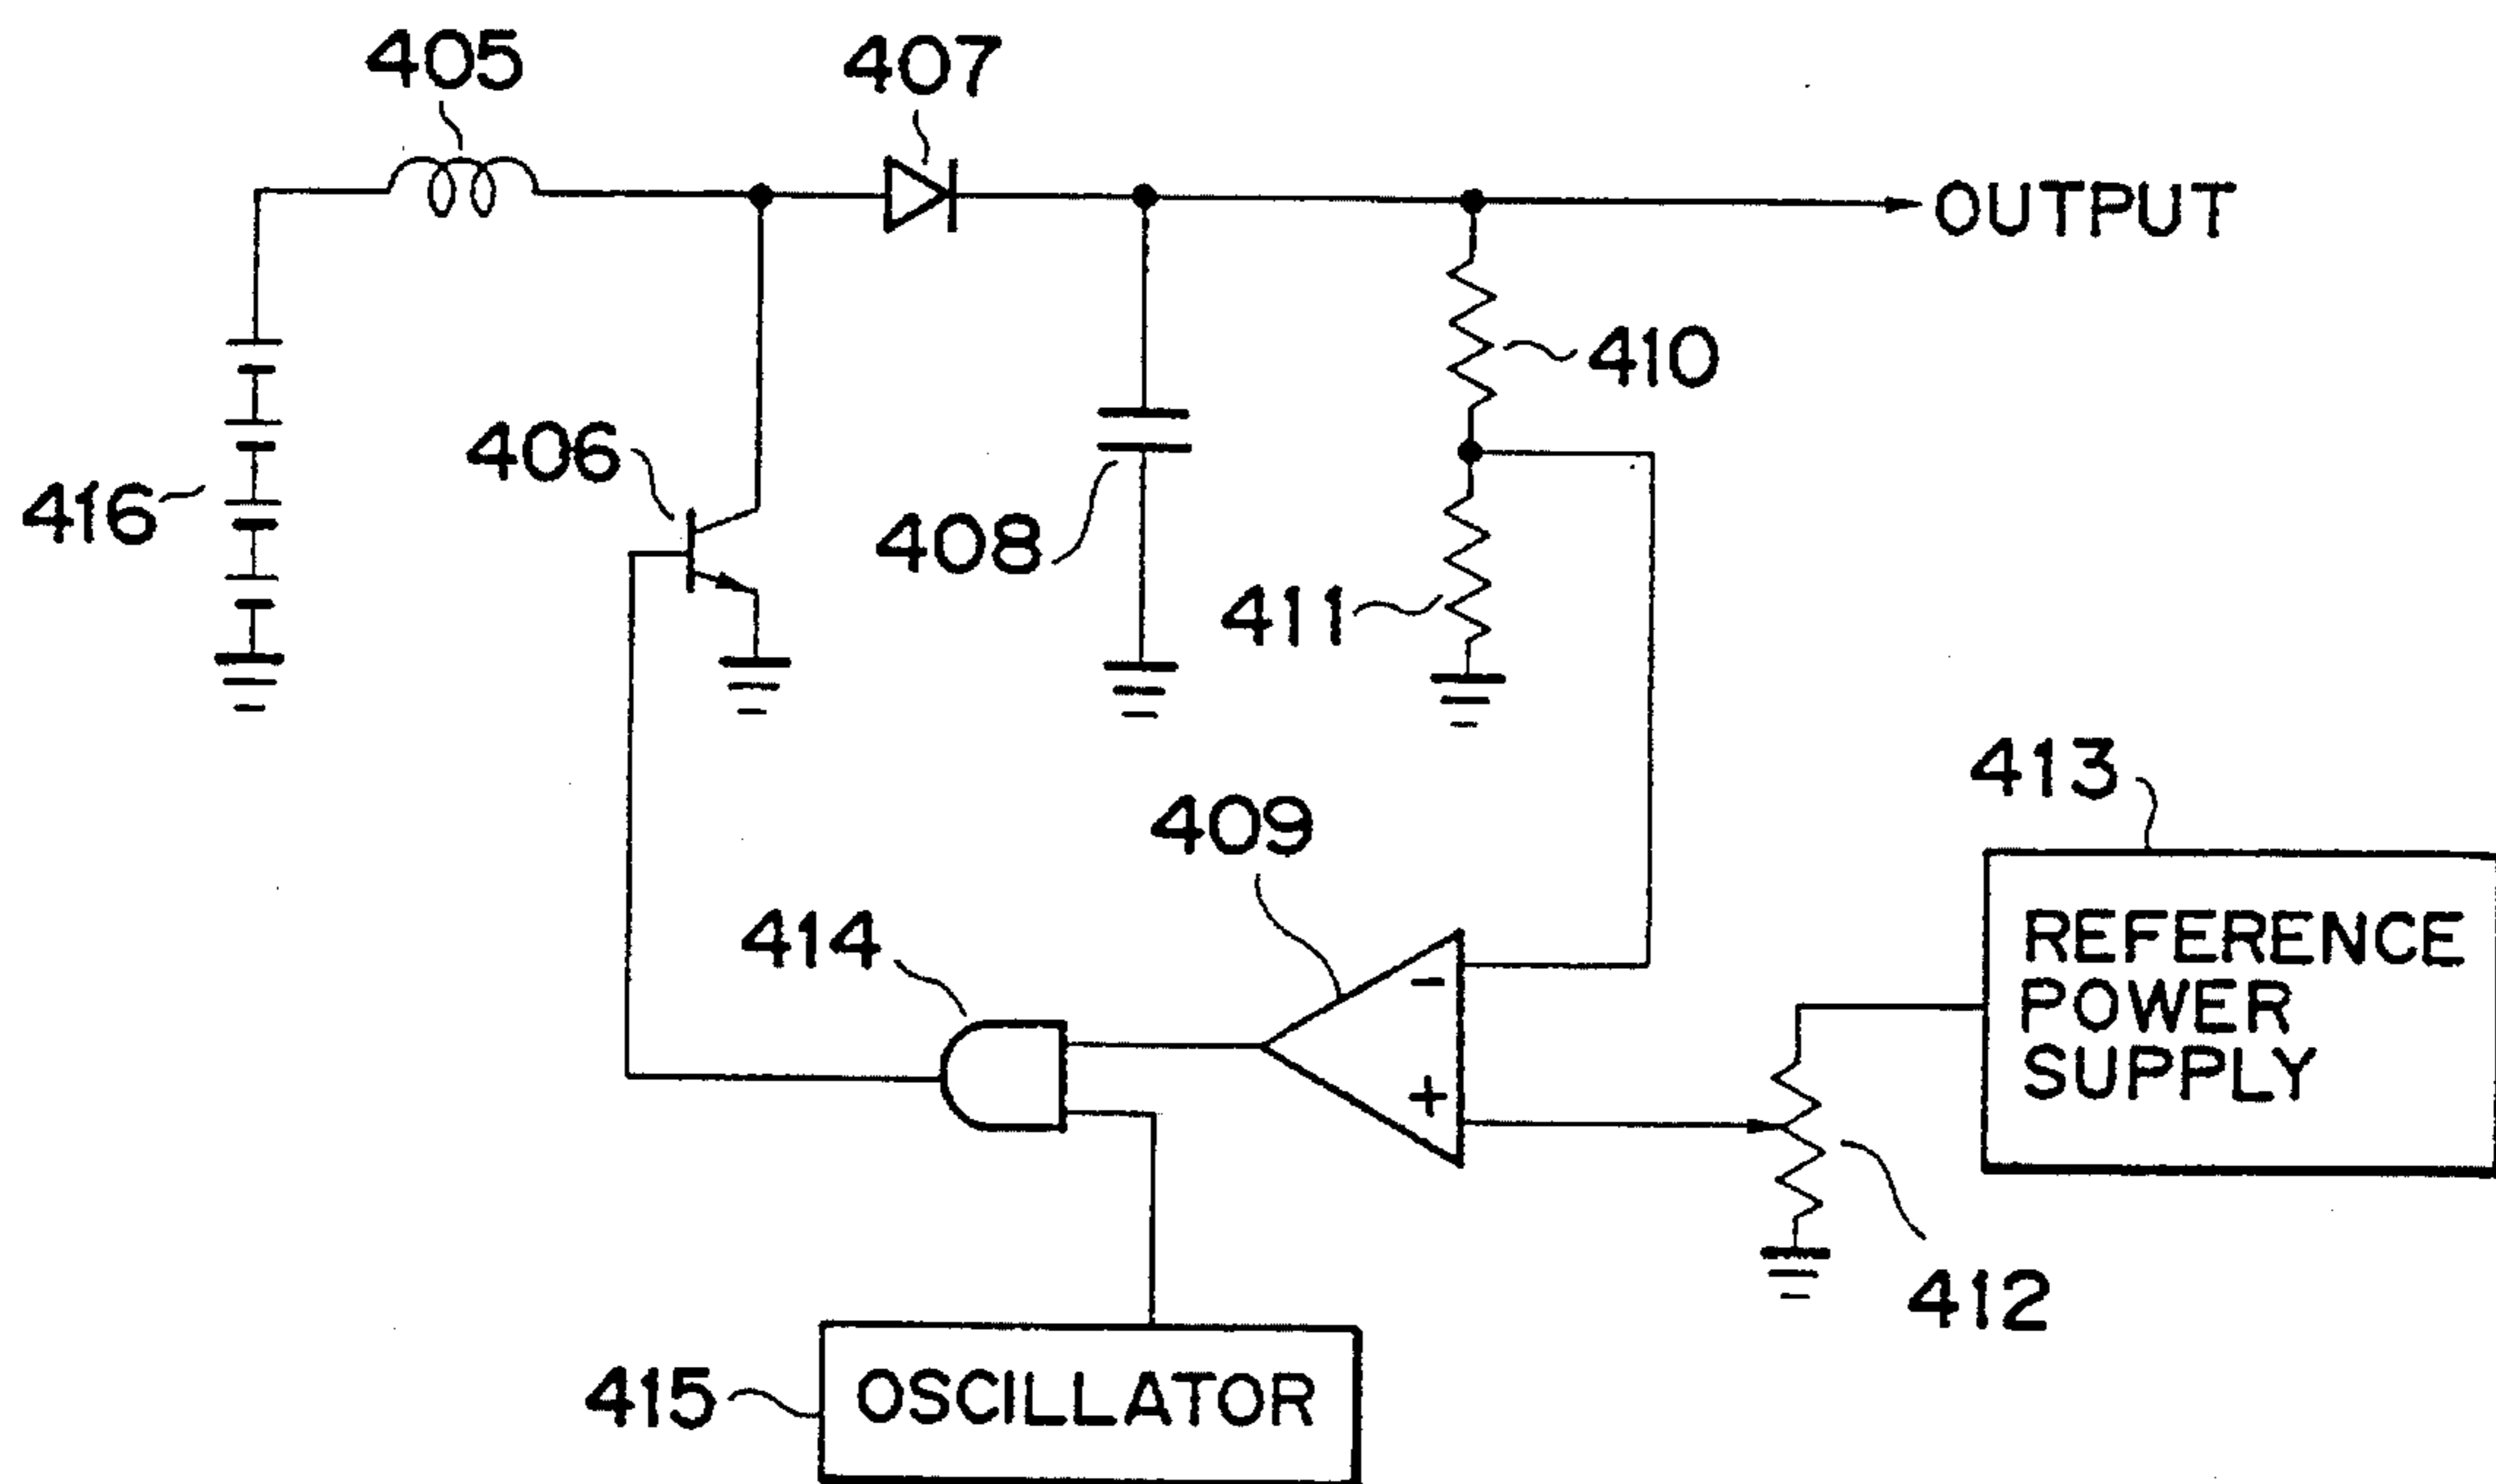 405
407
OUTPUT
410
406
416
408
411
413
409
REFERENCE
POWER
SUPPLY
414
-
+
412
415
OSCILLATOR